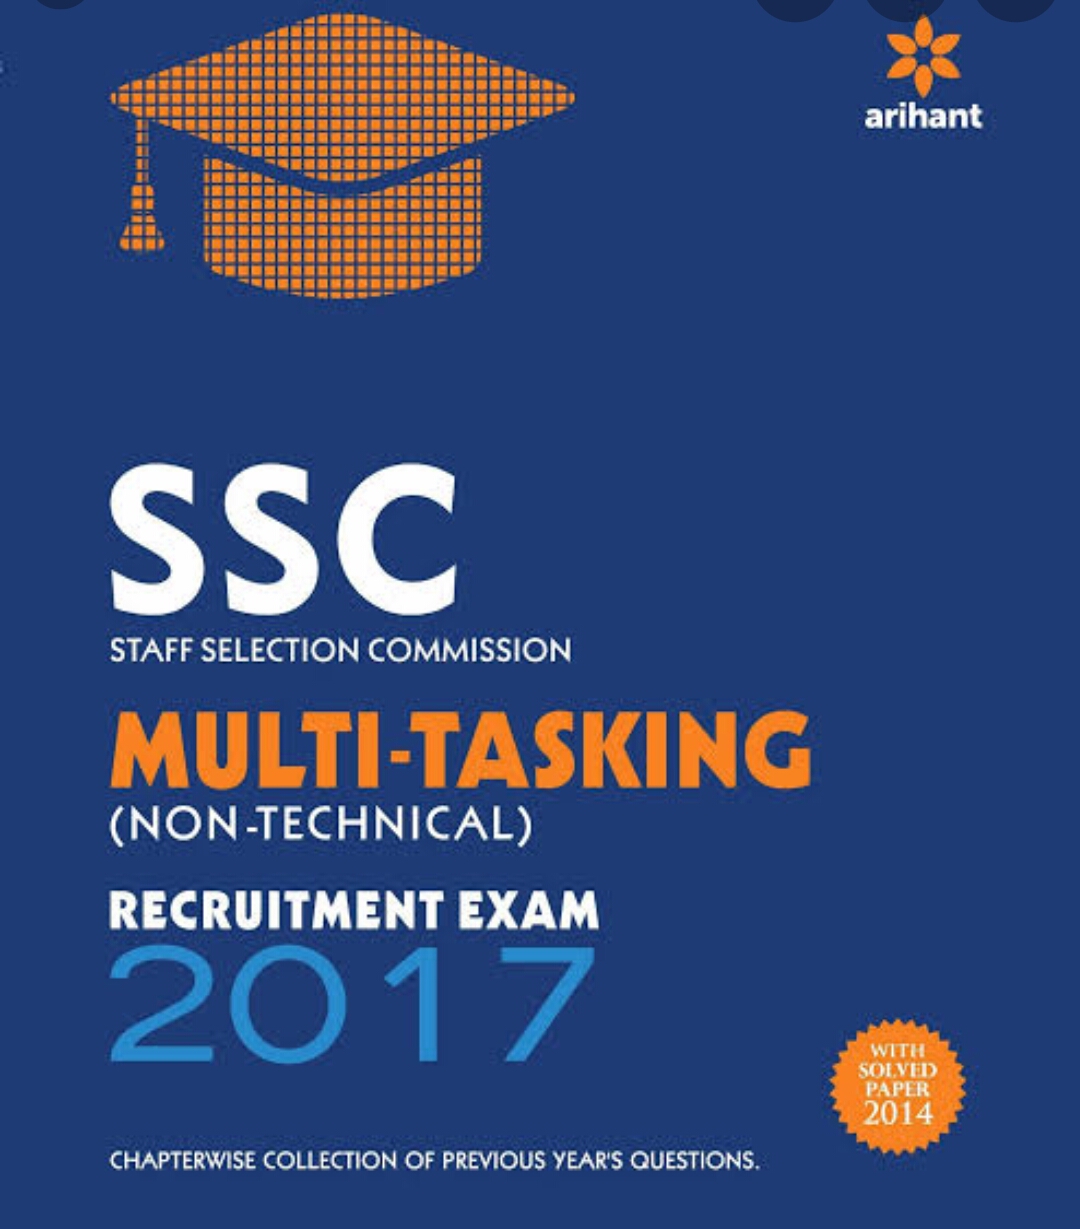 arihant
SSC
STAFF SELECTION COMMISSION
MULTI-TASKING
(NON-TECHNICAL)
RECRUITMENT EXAM
2017
WITH
SOLVED
PAPER
2014
CHAPTERWISE COLLECTION OF PREVIOUS YEAR'S QUESTIONS.